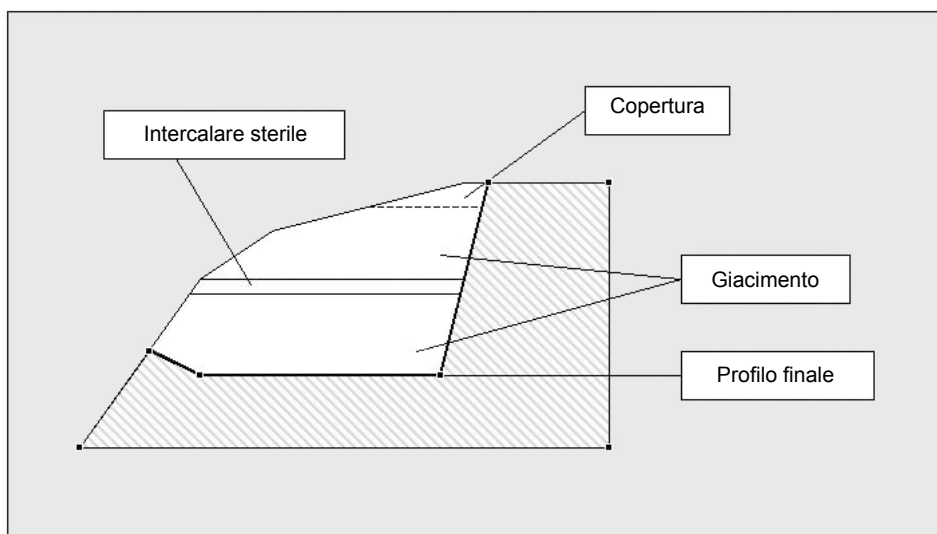 Copertura
Intercalare sterile
Giacimento
Profilo finale